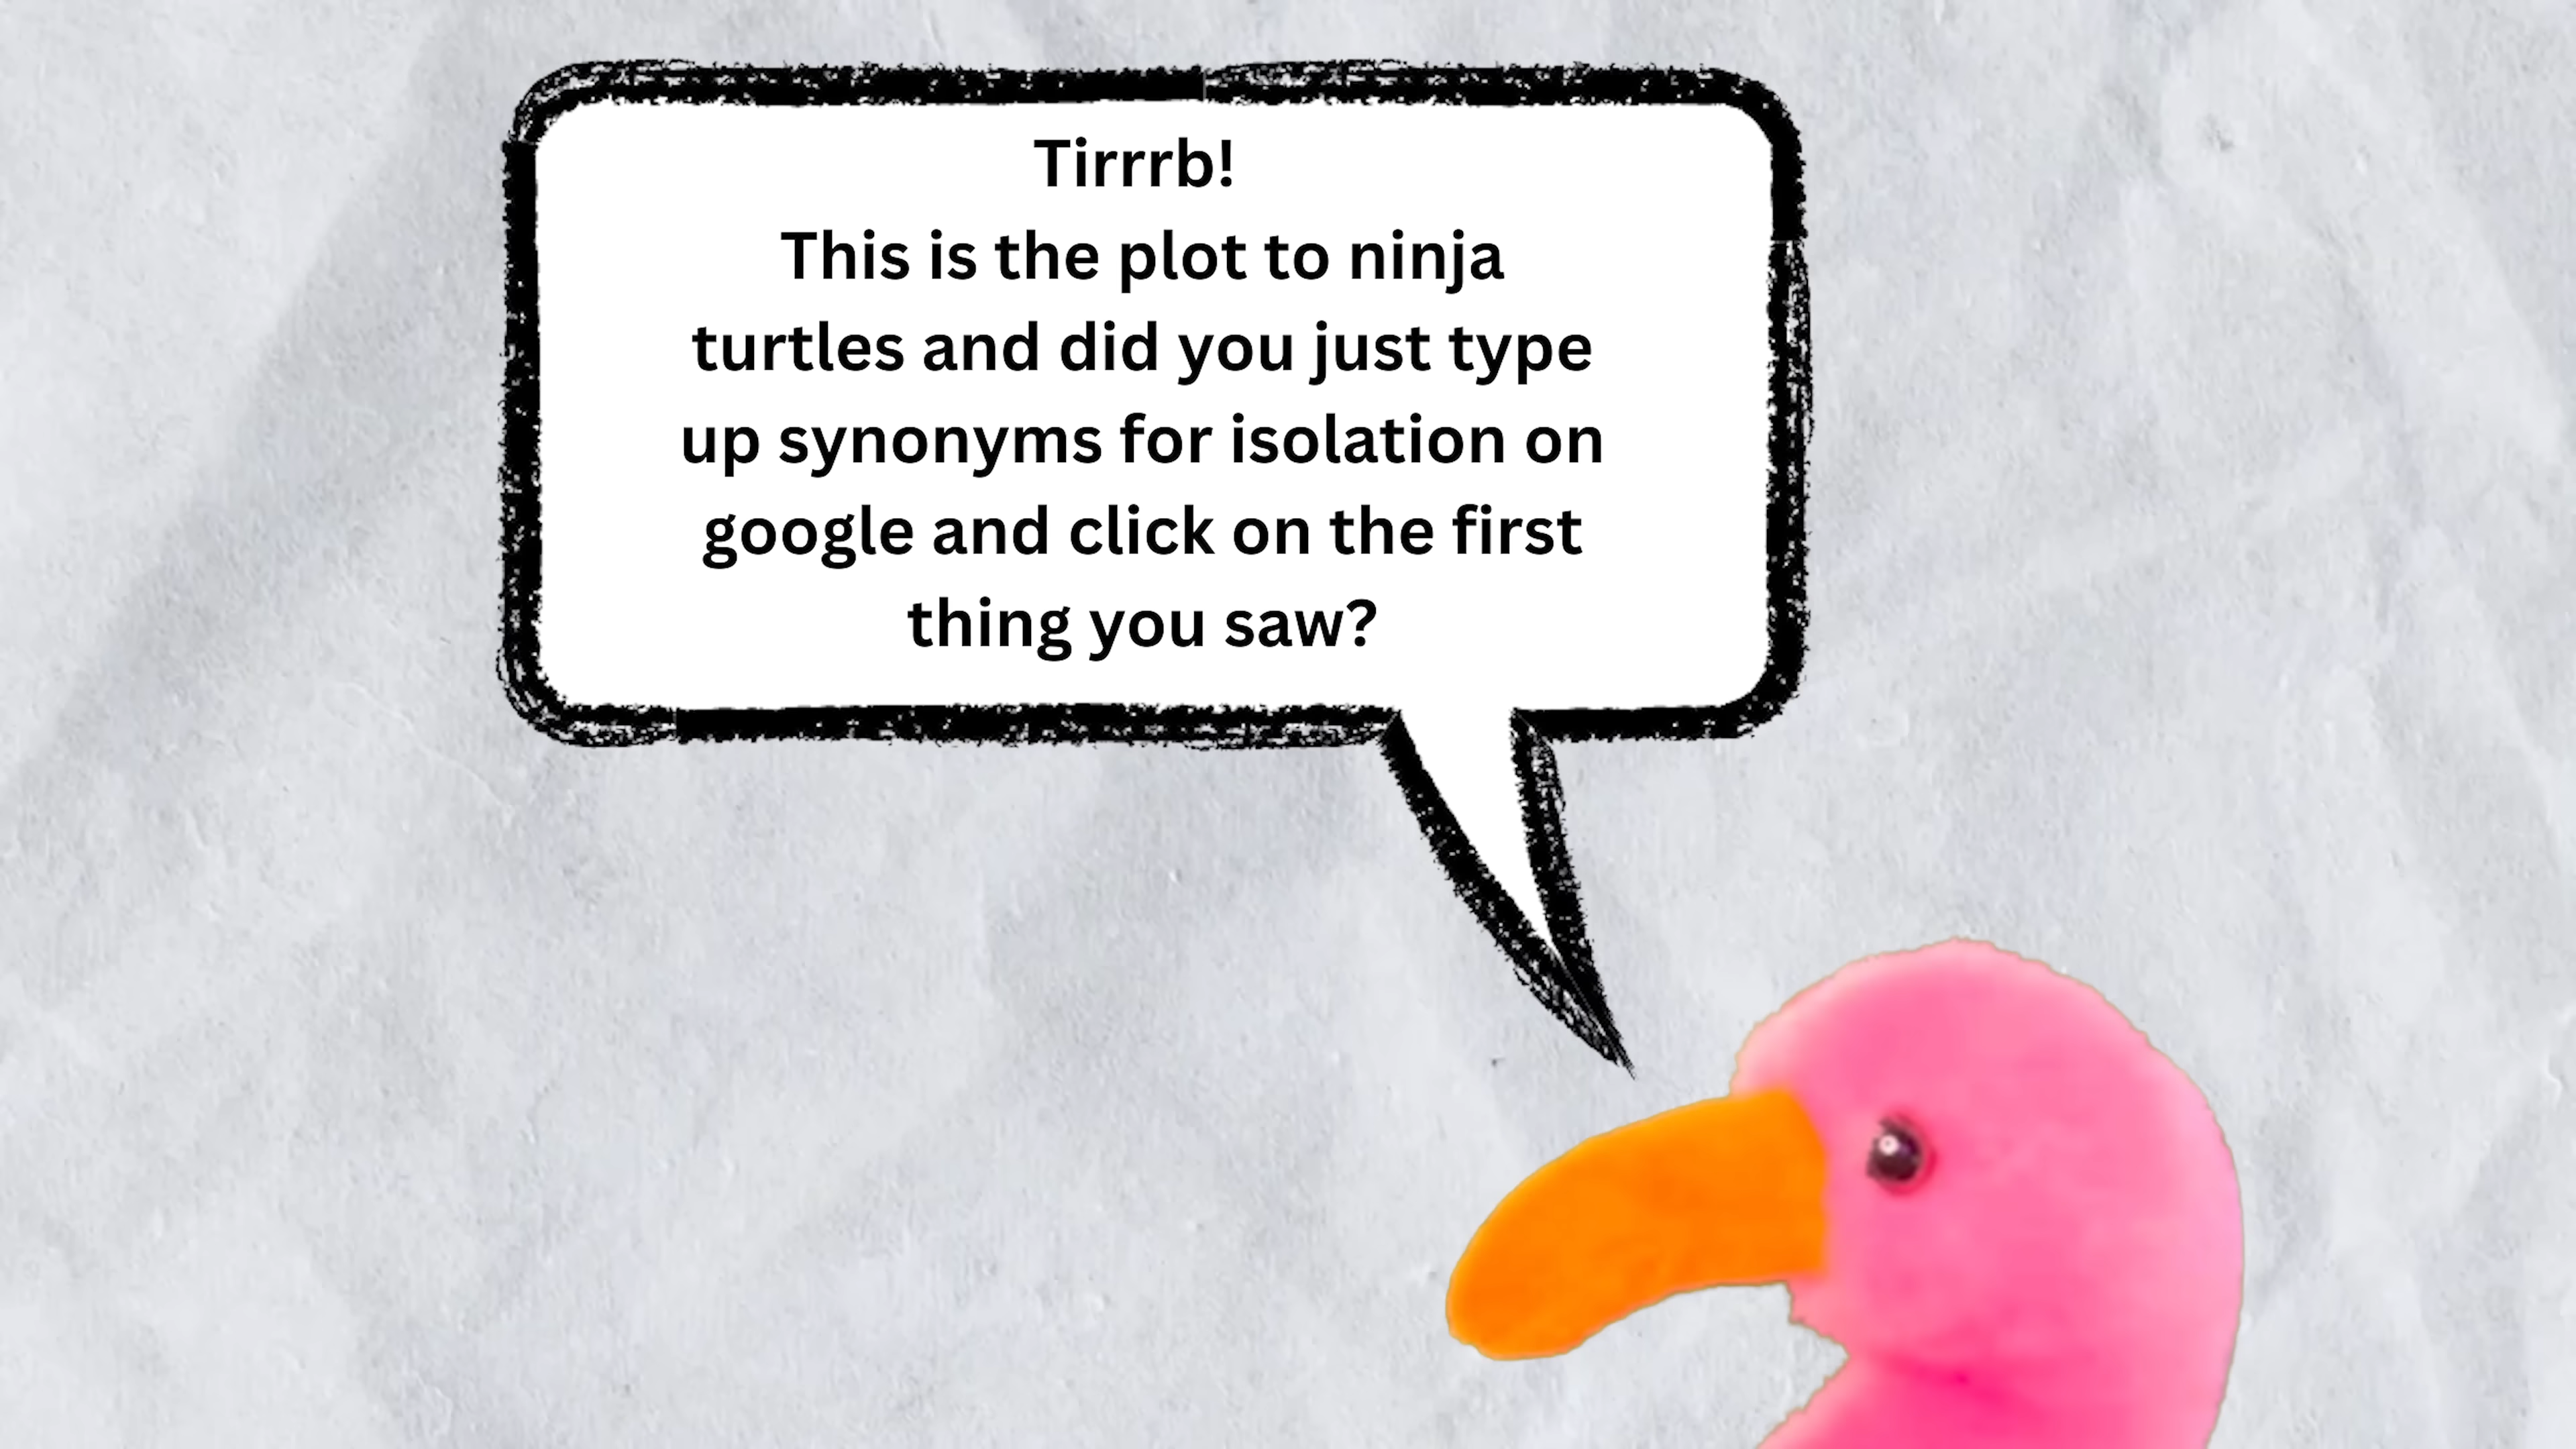 Tirrrb!
This is the plot to ninja
turtles and did you just type
up synonyms for isolation on
google and click on the first
thing you saw?